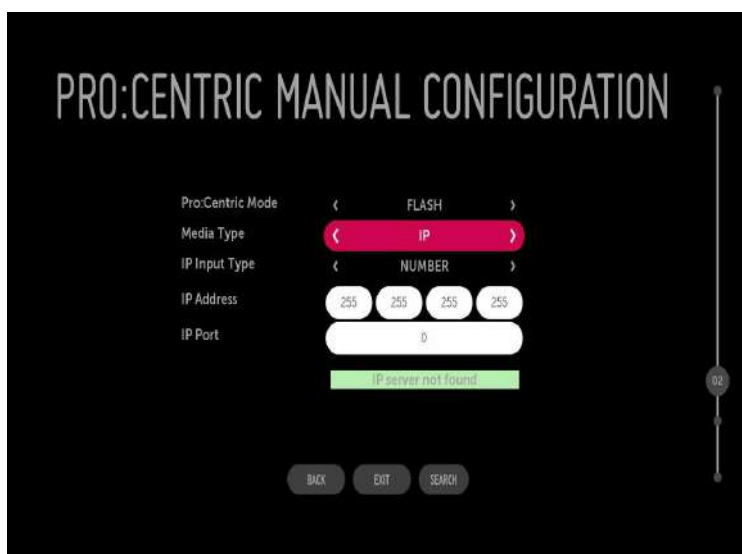 PRO:CENTRIC MANUAL CONFIGURATION
Pro:Centric Mode < FLASH >
Media Type < IP >
IP Input Type < NUMBER >
IP Address 255 255 255 255
IP Port 0
IP server not found
02
BACK EXIT SEARCH